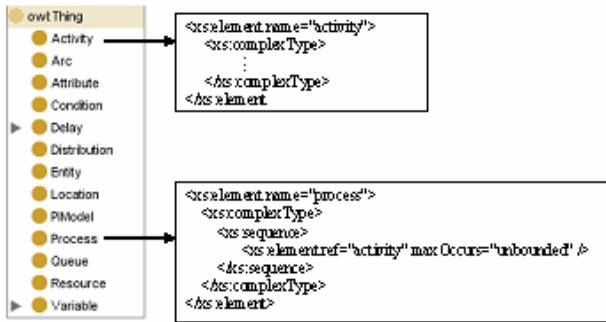 owl:Thing
Activity
Arc
Attribute
Condition
Delay
Distribution
Entity
Location
PIModel
Process
Queue
Resource
Variable
<xs:element name="activity">
<xs:complexType>
⋮
</xs:complexType>
</xs:element
<xs:element name="process">
<xs:complexType>
<xs:sequence>
<xs:element ref="activity" maxOccurs="unbounded" />
</xs:sequence>
</xs:complexType>
</xs:element>